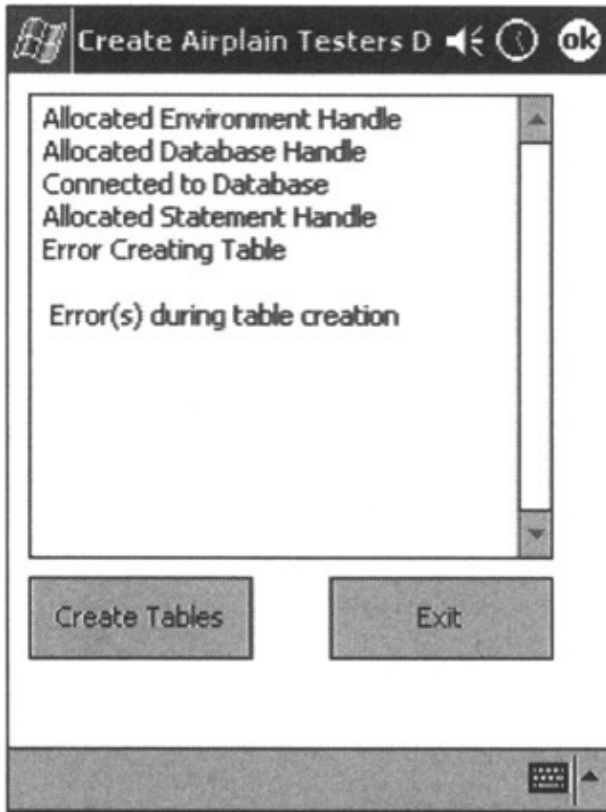 Create Airplain Testers D
ok
Allocated Environment Handle
Allocated Database Handle
Connected to Database
Allocated Statement Handle
Error Creating Table
Error(s) during table creation
Create Tables
Exit